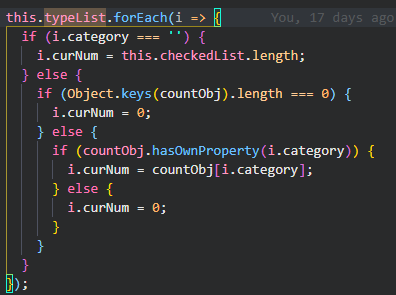 this.typeList.forEach(i => { You, 17 days ago
  if (i.category === '') {
    i.curNum = this.checkedList.length;
  } else {
    if (Object.keys(countObj).length === 0) {
      i.curNum = 0;
    } else {
      if (countObj.hasOwnProperty(i.category)) {
        i.curNum = countObj[i.category];
      } else {
        i.curNum = 0;
      }
    }
  }
});